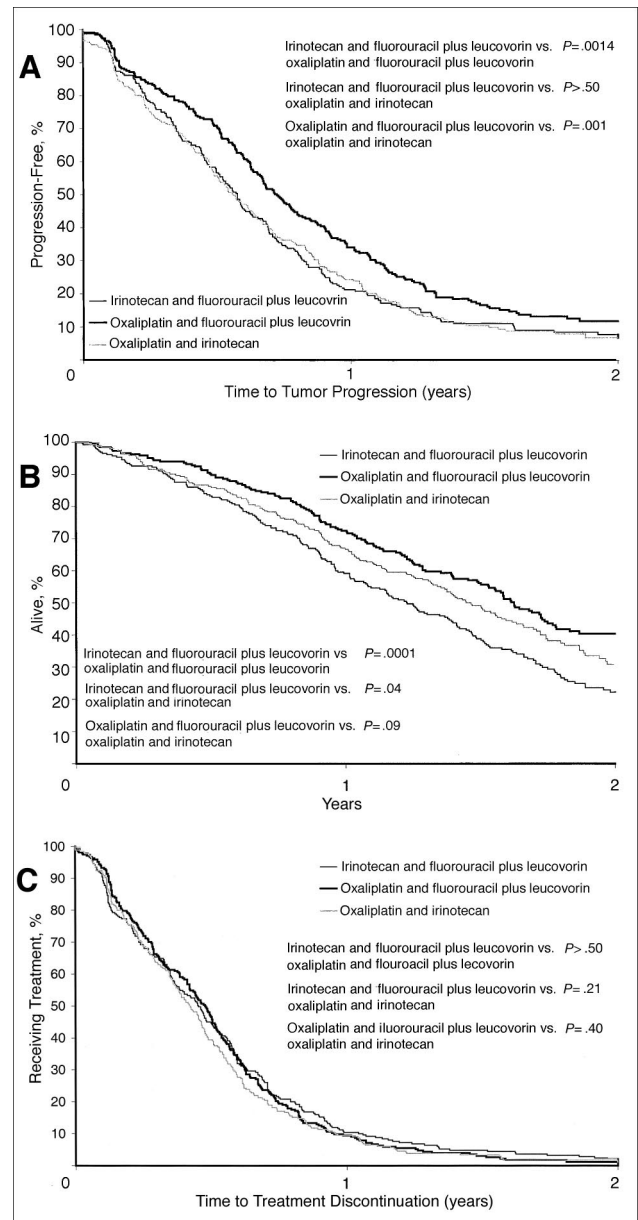 A
Progression-Free, %
100
90
80
70
60
50
40
30
20
10
Irinotecan and fluorouracil plus leucovorin vs. P=.0014
oxaliplatin and fluorouracil plus leucovorin
Irinotecan and fluorouracil plus leucovorin vs. P>.50
oxaliplatin and irinotecan
Oxaliplatin and fluorouracil plus leucovorin vs. P=.001
oxaliplatin and irinotecan
Irinotecan and fluorouracil plus leucovrin
Oxaliplatin and fluorouracil plus leucovrin
Oxaliplatin and irinotecan
0 1 2
Time to Tumor Progression (years)
B
Alive, %
100
90
80
70
60
50
40
30
20
10
Irinotecan and fluorouracil plus leucovorin
Oxaliplatin and fluorouracil plus leucovorin
Oxaliplatin and irinotecan
Irinotecan and fluorouracil plus leucovorin vs P=.0001
oxaliplatin and fluorouracil plus leucovorin
Irinotecan and fluorouracil plus leucovorin vs. P=.04
oxaliplatin and irinotecan
Oxaliplatin and fluorouracil plus leucovorin vs. P=.09
oxaliplatin and irinotecan
0 1 2
Years
C
Receiving Treatment, %
100
90
80
70
60
50
40
30
20
10
Irinotecan and fluorouracil plus leucovorin
Oxaliplatin and fluorouracil plus leucovorin
Oxaliplatin and irinotecan
Irinotecan and fluorouracil plus leucovorin vs. P>.50
oxaliplatin and flouroacil plus lecovorin
Irinotecan and fluorouracil plus leucovorin vs. P=.21
oxaliplatin and irinotecan
Oxaliplatin and iluorouracil plus leucovorin vs. P=.40
oxaliplatin and irinotecan
0 1 2
Time to Treatment Discontinuation (years)